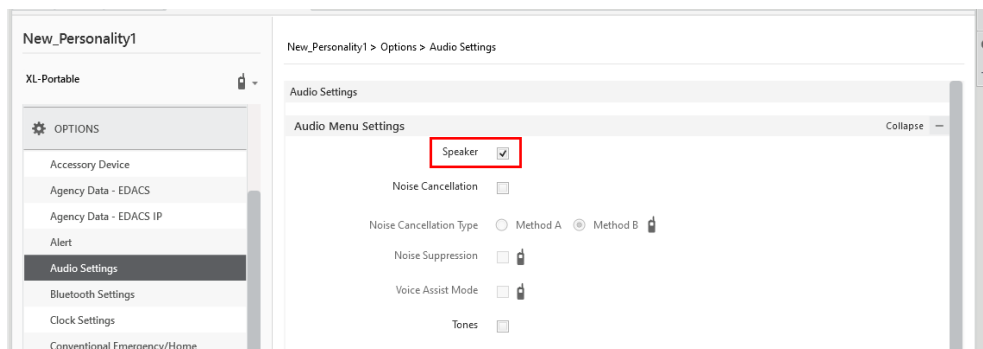 New_Personality1
New_Personality1 > Options > Audio Settings
XL-Portable
Audio Settings
OPTIONS
Audio Menu Settings Collapse
Speaker
Accessory Device
Noise Cancellation
Agency Data - EDACS
Agency Data - EDACS IP
Noise Cancellation Type Method A Method B
Alert
Noise Suppression
Audio Settings
Bluetooth Settings
Voice Assist Mode
Clock Settings
Tones
Conventional Emergency/Home